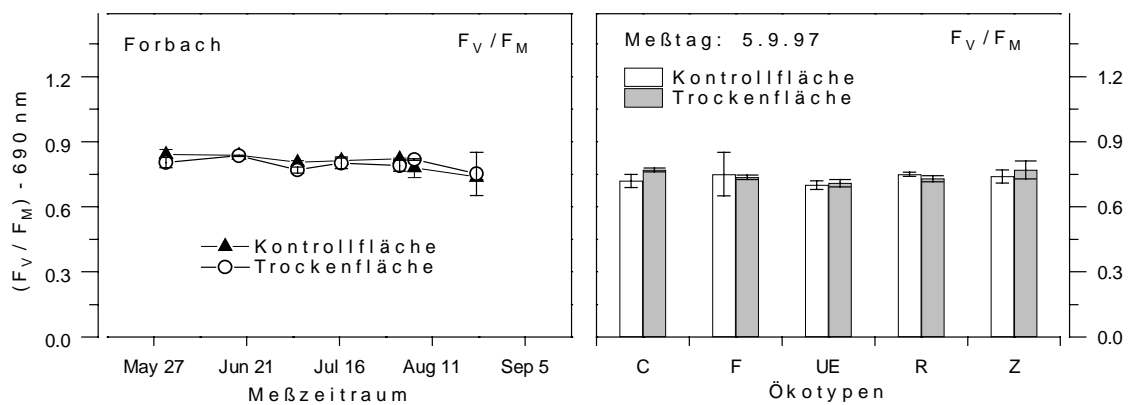 Forbach
F_V / F_M
(F_V / F_M) - 690 nm
1.2
0.9
0.6
0.3
0.0
Kontrollfläche
Trockenfläche
May 27
Jun 21
Jul 16
Aug 11
Sep 5
Meßzeitraum
Meßtag: 5.9.97
F_V / F_M
Kontrollfläche
Trockenfläche
1.2
0.9
0.6
0.3
0.0
C
F
UE
R
Z
Ökotypen